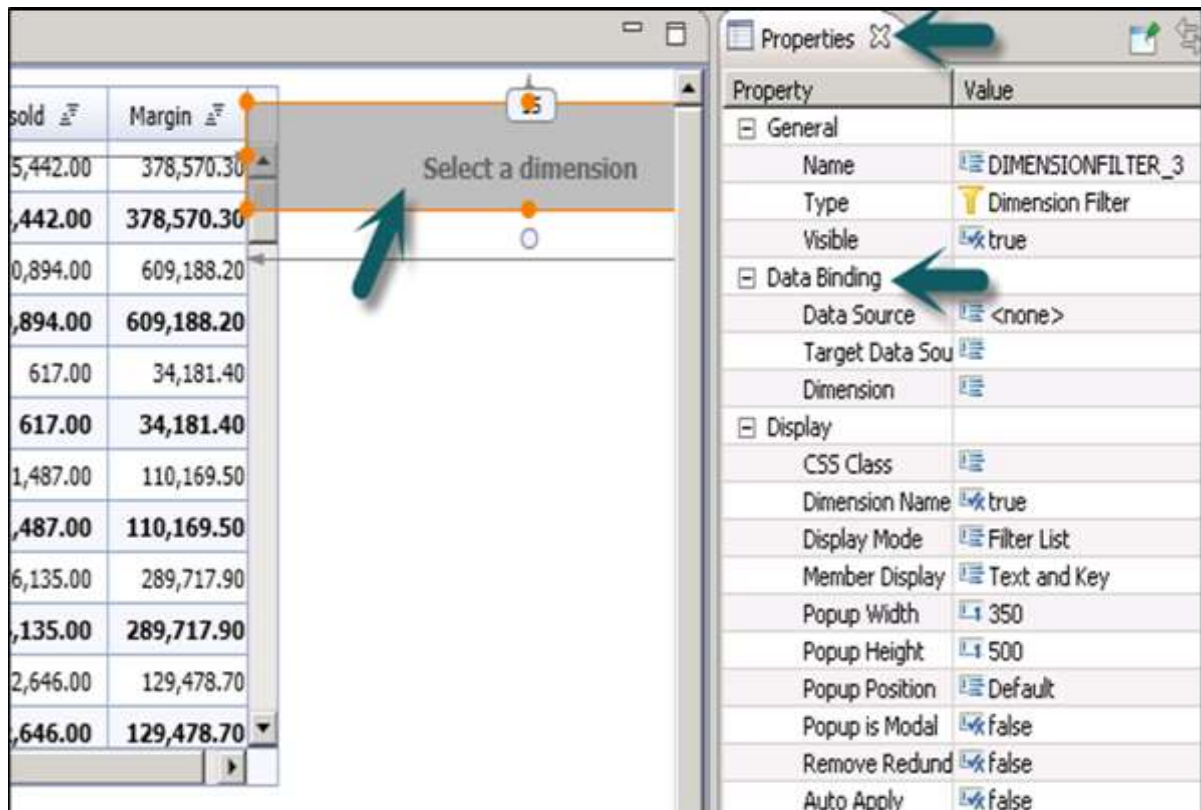 Properties
Property Value
sold Margin
15
General
5,442.00 378,570.30
Select a dimension
Name DIMENSIONFILTER_3
Type Dimension Filter
,442.00 378,570.30
Visible true
0,894.00 609,188.20
Data Binding
,894.00 609,188.20
Data Source <none>
Target Data Sou
617.00 34,181.40
Dimension
617.00 34,181.40
Display
1,487.00 110,169.50
CSS Class
Dimension Name true
,487.00 110,169.50
Display Mode Filter List
6,135.00 289,717.90
Member Display Text and Key
Popup Width 350
,135.00 289,717.90
Popup Height 500
2,646.00 129,478.70
Popup Position Default
,646.00 129,478.70
Popup is Modal false
Remove Redund false
Auto Apply false